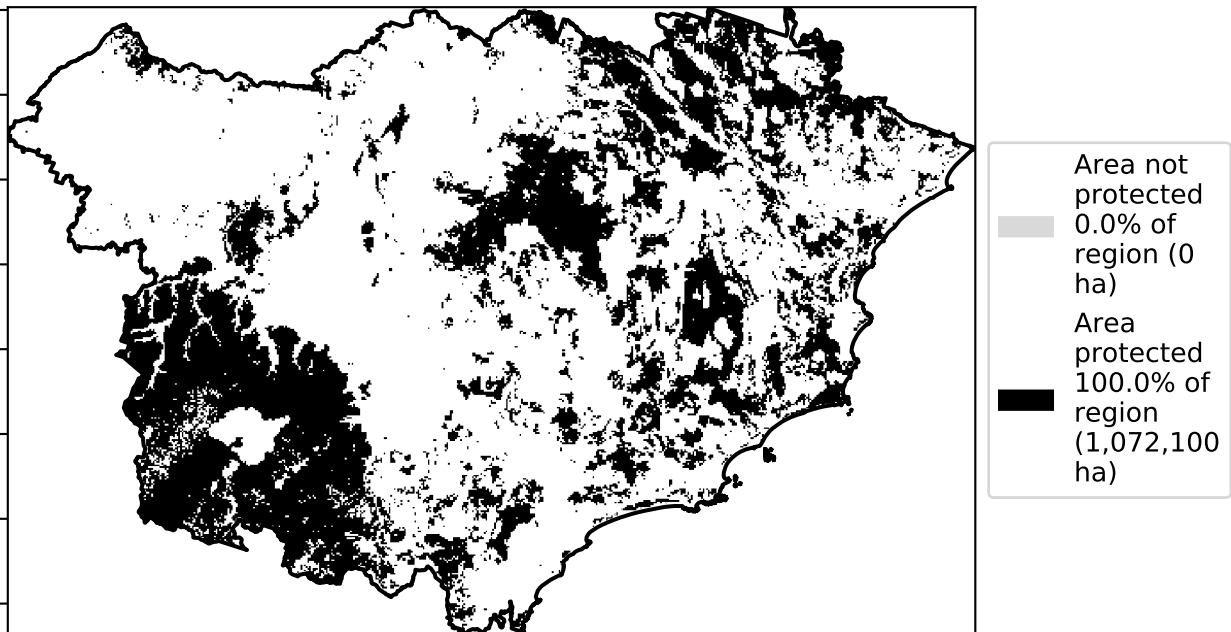 Area not
protected
0.0% of
region (0
ha)
Area
protected
100.0% of
region
(1,072,100
ha)